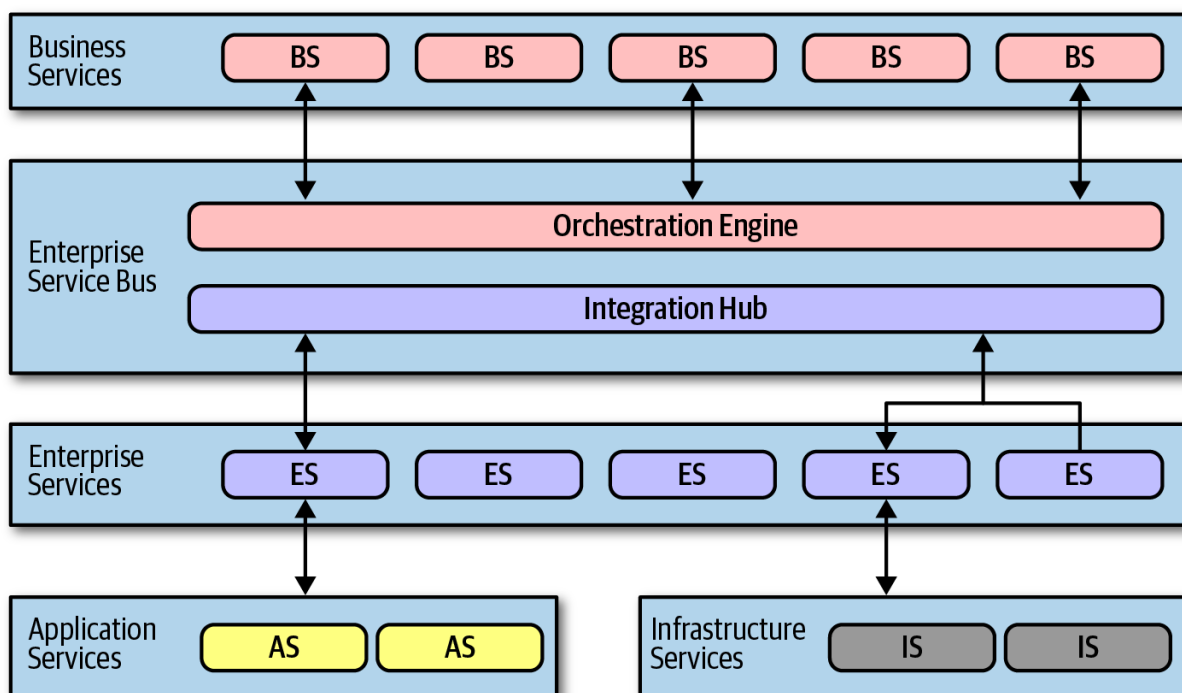 Business
Services
BS
BS
BS
BS
BS
Enterprise
Service Bus
Orchestration Engine
Integration Hub
Enterprise
Services
ES
ES
ES
ES
ES
Application
Services
AS
AS
Infrastructure
Services
IS
IS